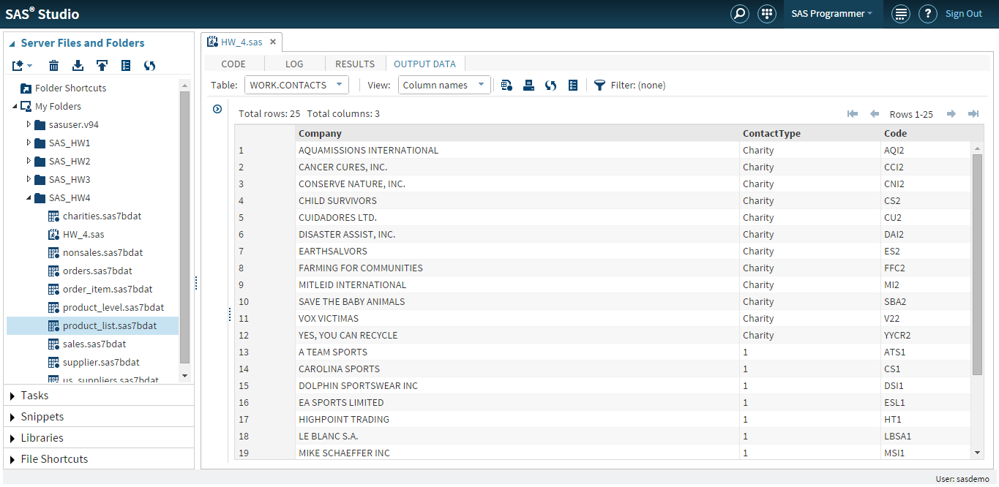 SAS® Studio
SAS Programmer
?
Sign Out
Server Files and Folders
Folder Shortcuts
My Folders
sasuser.v94
SAS_HW1
SAS_HW2
SAS_HW3
SAS_HW4
charities.sas7bdat
HW_4.sas
nonsales.sas7bdat
orders.sas7bdat
order_item.sas7bdat
product_level.sas7bdat
product_list.sas7bdat
sales.sas7bdat
supplier.sas7bdat
us_suppliers.sas7bdat
Tasks
Snippets
Libraries
File Shortcuts
HW_4.sas
CODE LOG RESULTS OUTPUT DATA
Table: WORK.CONTACTS View: Column names Filter: (none)
Total rows: 25 Total columns: 3 Rows 1-25
Company ContactType Code
1 AQUAMISSIONS INTERNATIONAL Charity AQI2
2 CANCER CURES, INC. Charity CCI2
3 CONSERVE NATURE, INC. Charity CNI2
4 CHILD SURVIVORS Charity CS2
5 CUIDADORES LTD. Charity CU2
6 DISASTER ASSIST, INC. Charity DAI2
7 EARTHSALVORS Charity ES2
8 FARMING FOR COMMUNITIES Charity FFC2
9 MITLEID INTERNATIONAL Charity MI2
10 SAVE THE BABY ANIMALS Charity SBA2
11 VOX VICTIMAS Charity V22
12 YES, YOU CAN RECYCLE Charity YYCR2
13 A TEAM SPORTS 1 ATS1
14 CAROLINA SPORTS 1 CS1
15 DOLPHIN SPORTSWEAR INC 1 DSI1
16 EA SPORTS LIMITED 1 ESL1
17 HIGHPOINT TRADING 1 HT1
18 LE BLANC S.A. 1 LBSA1
19 MIKE SCHAEFFER INC 1 MSI1
User: sasdemo